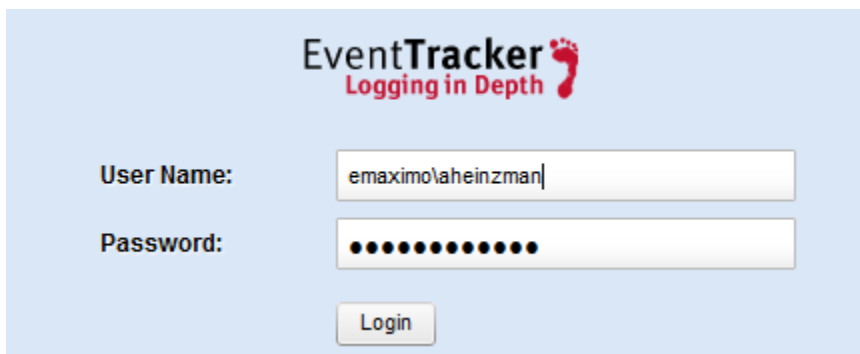 EventTracker
Logging in Depth
User Name: emaximo\aheinzman
Password: ●●●●●●●●●●●●
Login